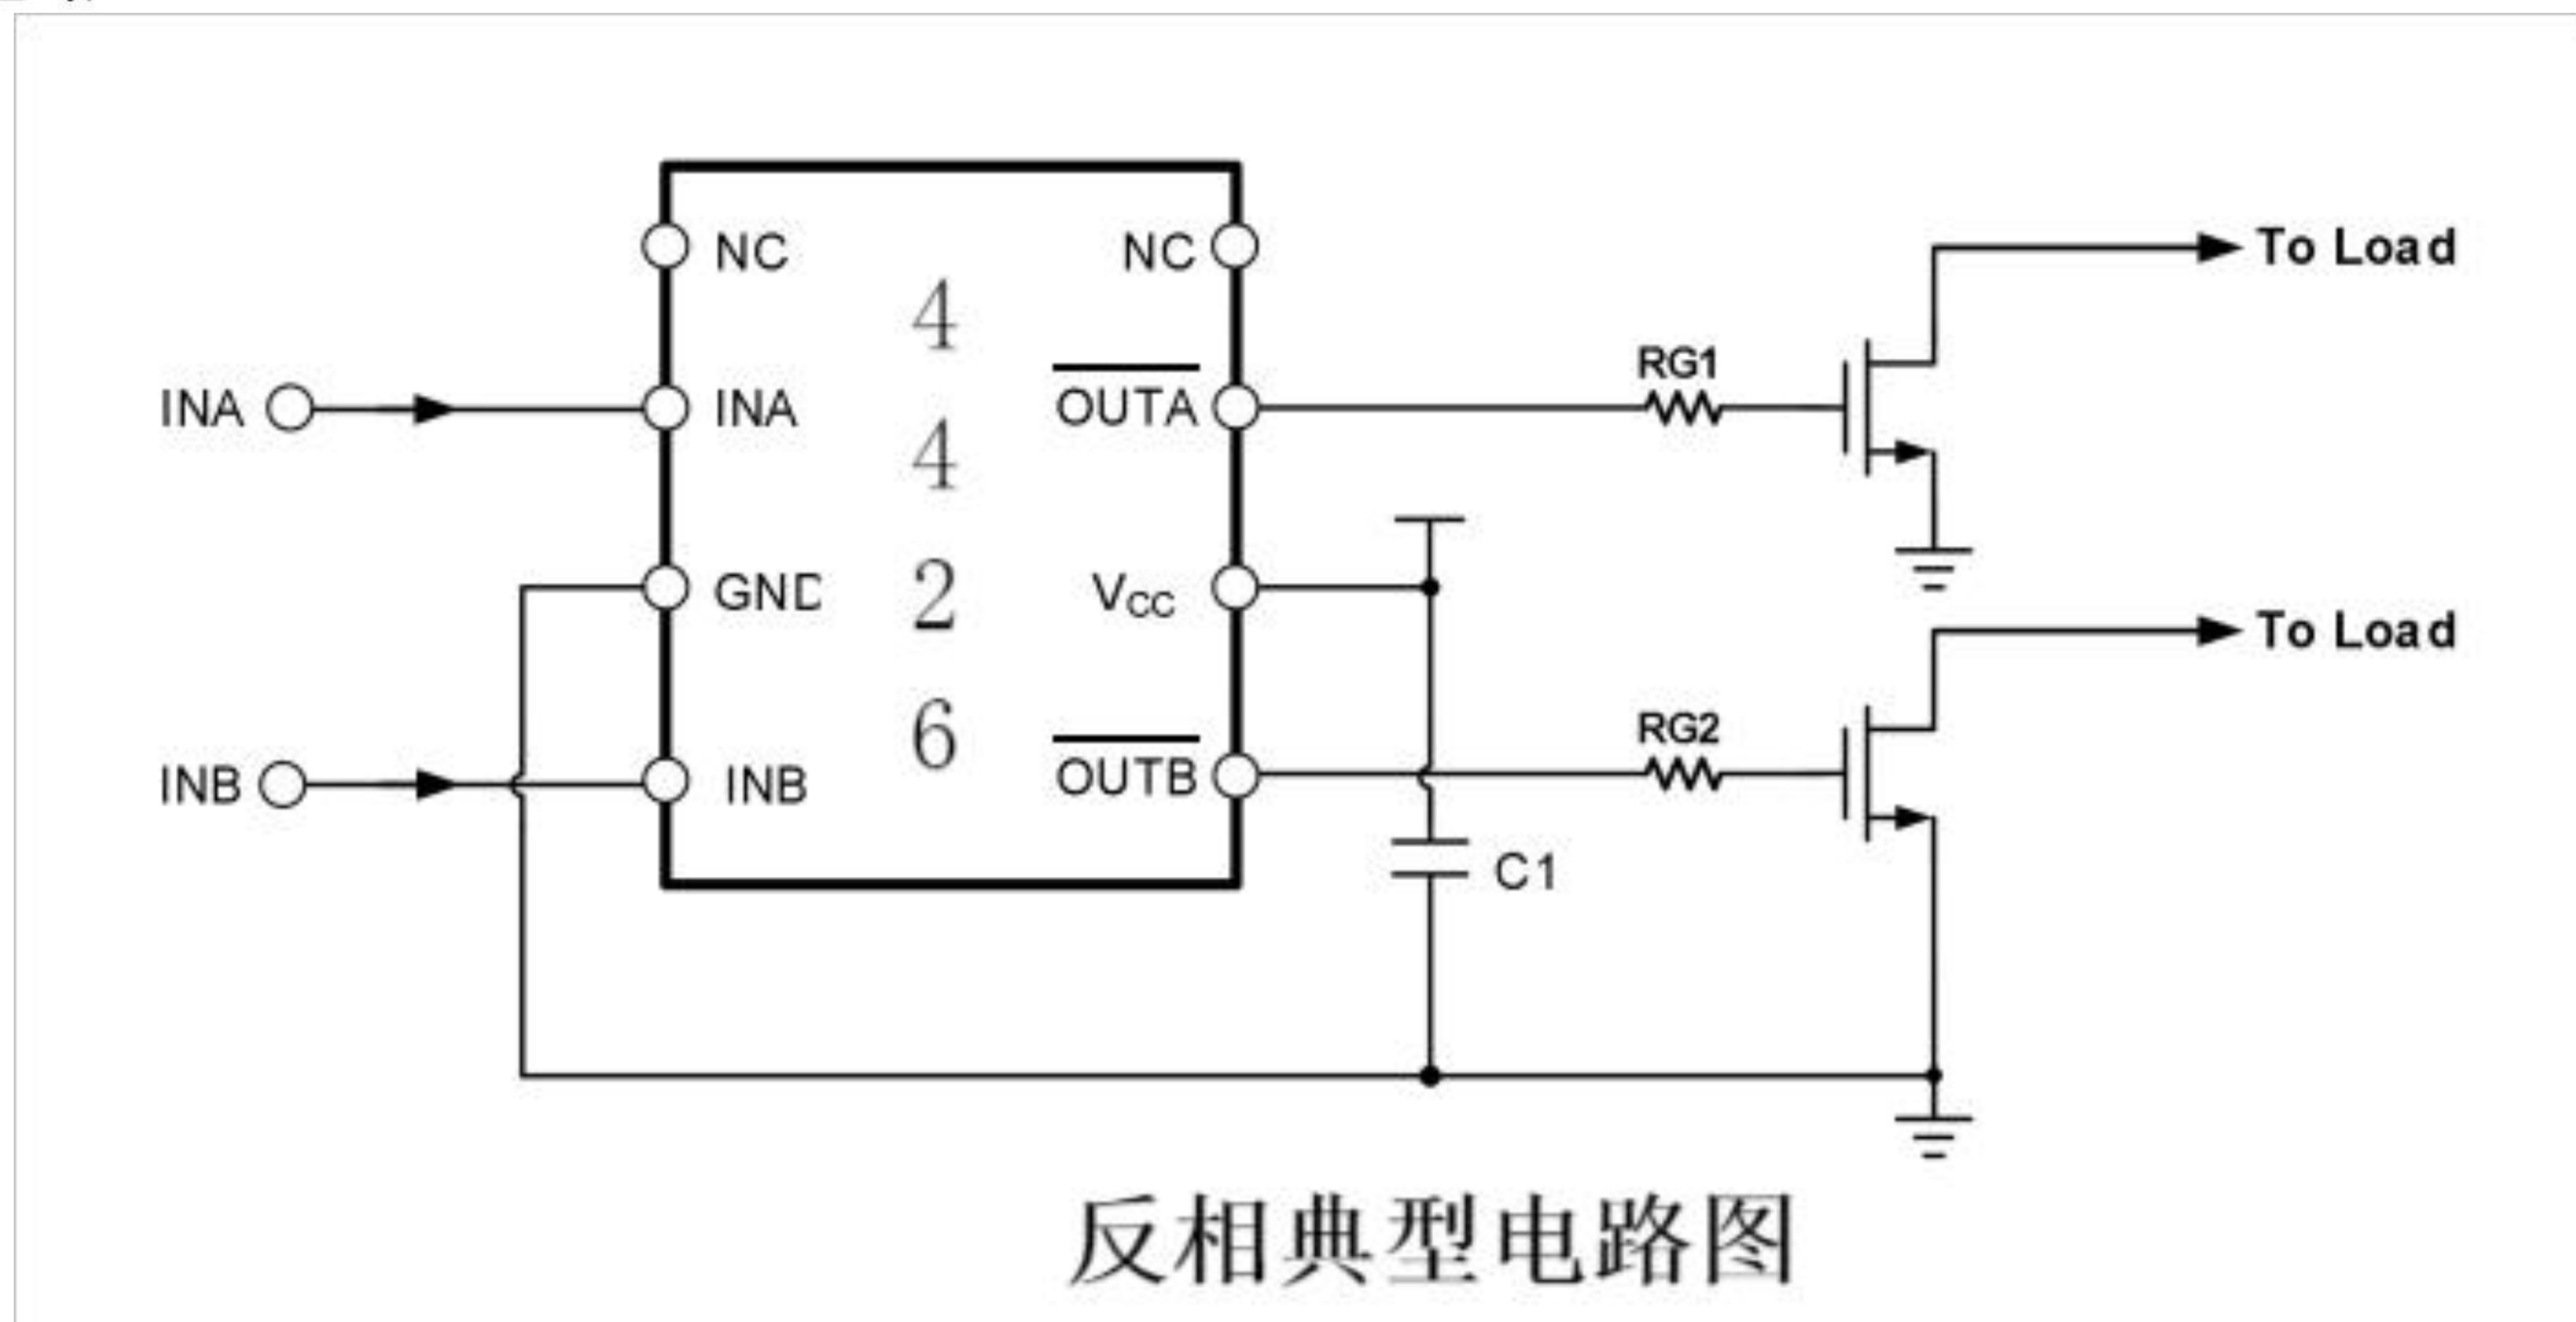 NC
NC
To Load
4
RG1
INA
INA
OUTA
4
GND
2
VCC
To Load
RG2
6
INB
INB
OUTB
C1
反相典型电路图